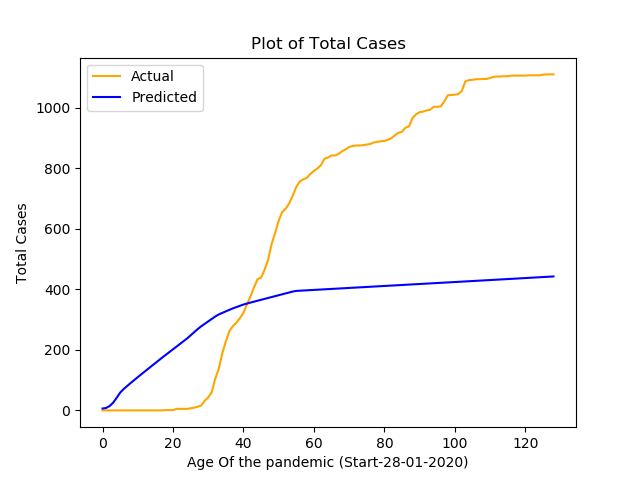 Plot of Total Cases
Actual
Predicted
Total Cases
1000
800
600
400
200
0
0 20 40 60 80 100 120
Age Of the pandemic (Start-28-01-2020)